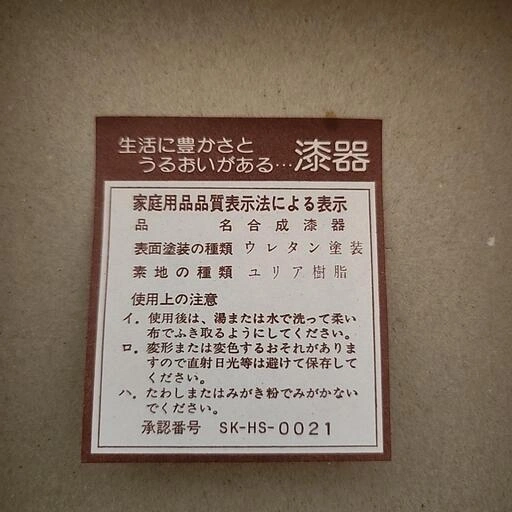 生活に豊かさと
うるおいがある…漆器
家庭用品品質表示法による表示
品名 合成漆器
表面塗装の種類 ウレタン塗装
素地の種類 ユリア樹脂
使用上の注意
イ. 使用後は、湯または水で洗って柔い
布でふき取るようにしてください。
ロ. 変形または変色するおそれがありま
すので直射日光等は避けて保存して
ください。
ハ. たわしまたはみがき粉でみがかない
でください。
承認番号 SK-HS-0021